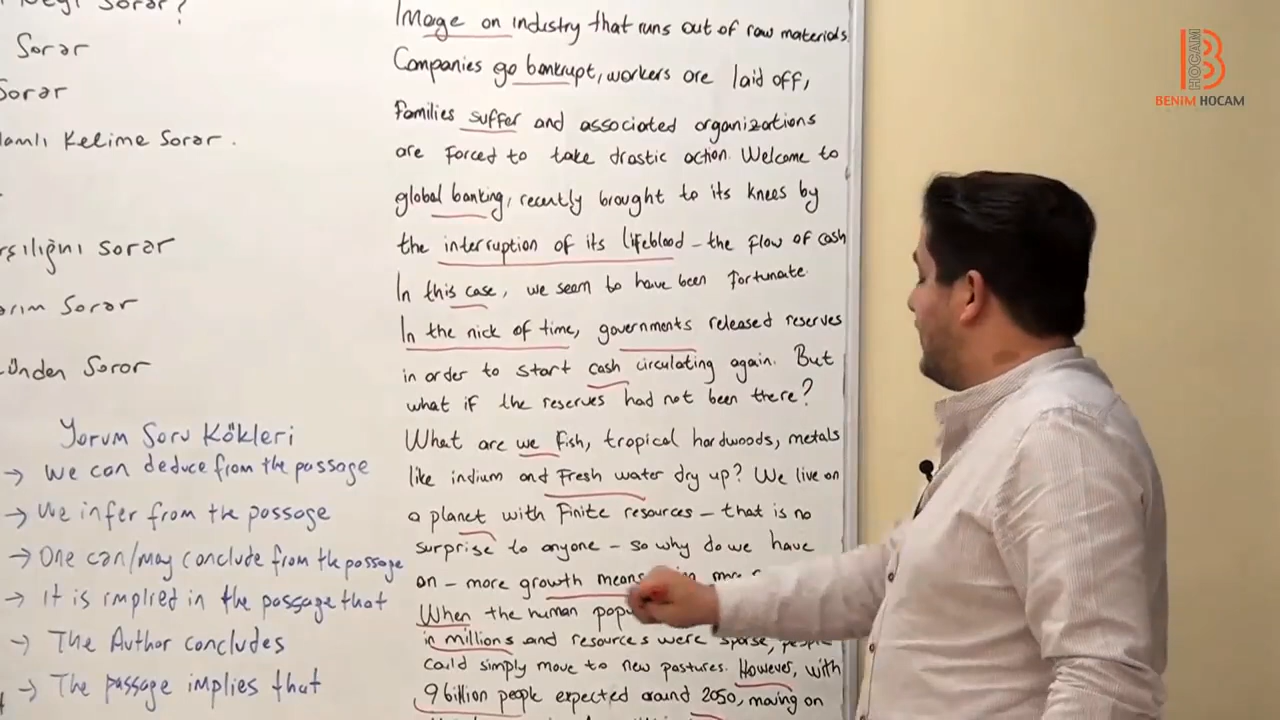 Sorar?
Sorar
Sorar
lamlı Kelime Sorar.
rşılığını sorar
arım Sorar
Sorar
Yorum Soru Kökleri
→ We can deduce from the passage
→ We infer from the passage
→ One can/may conclude from the passage
→ It is implied in the passage that
→ The Author concludes
→ The passage implies that
Image on industry that runs out of raw materials.
Companies go bankrupt, workers are laid off,
families suffer and associated organizations
are forced to take drastic action. Welcome to
global banking, recently brought to its knees by
the interruption of its lifeblood – the flow of cash
In this case, we seem to have been fortunate.
In the nick of time, governments released reserves
in order to start cash circulating again. But
what if the reserves had not been there?
What are we fish, tropical hardwoods, metals
like indium and fresh water dry up? We live on
a planet with finite resources – that is no
surprise to anyone – so why do we have
on – more growth means
When the human
in millions and resources were sparse, people
could simply move to new pastures. However, with
9 billion people expected around 2050, moving on
BENIM HOCAM
HOCAM